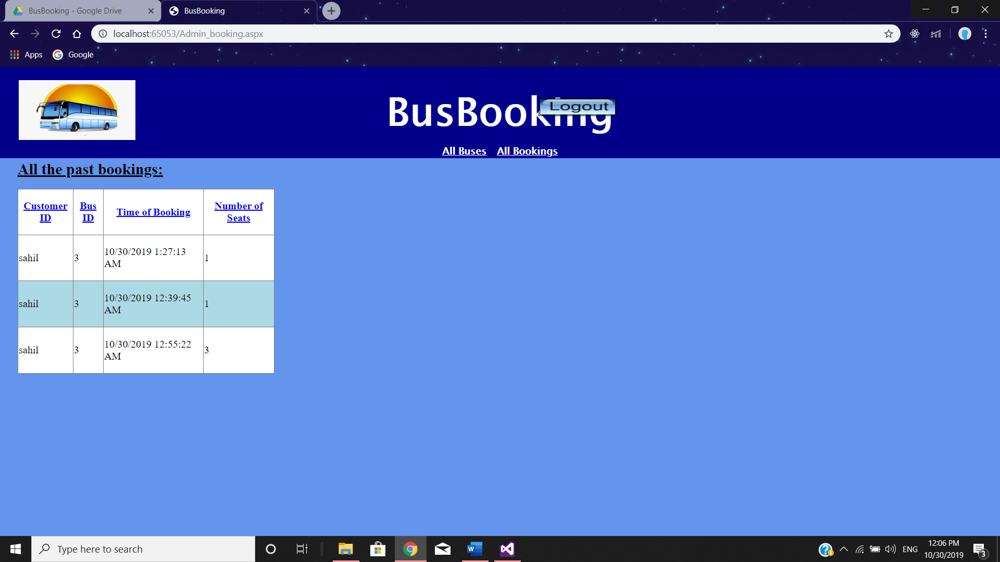 BusBooking - Google Drive
BusBooking
localhost:65053/Admin_booking.aspx
Apps
Google
BusBooking
Logout
All Buses
All Bookings
All the past bookings:
Customer ID
Bus ID
Time of Booking
Number of Seats
sahil
3
10/30/2019 1:27:13 AM
1
sahil
3
10/30/2019 12:39:45 AM
1
sahil
3
10/30/2019 12:55:22 AM
3
Type here to search
ENG
12:06 PM
10/30/2019
3